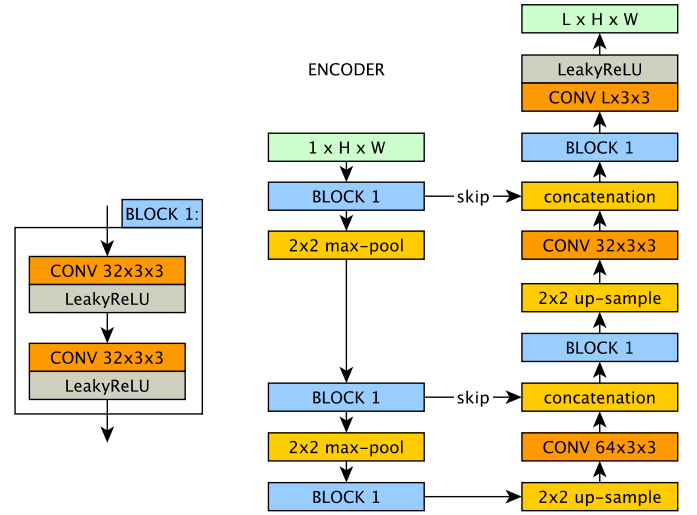 ENCODER
BLOCK 1:
CONV 32x3x3
LeakyReLU
CONV 32x3x3
LeakyReLU
1 x H x W
BLOCK 1
skip
2x2 max-pool
BLOCK 1
skip
2x2 max-pool
BLOCK 1
L x H x W
LeakyReLU
CONV Lx3x3
BLOCK 1
concatenation
CONV 32x3x3
2x2 up-sample
BLOCK 1
concatenation
CONV 64x3x3
2x2 up-sample